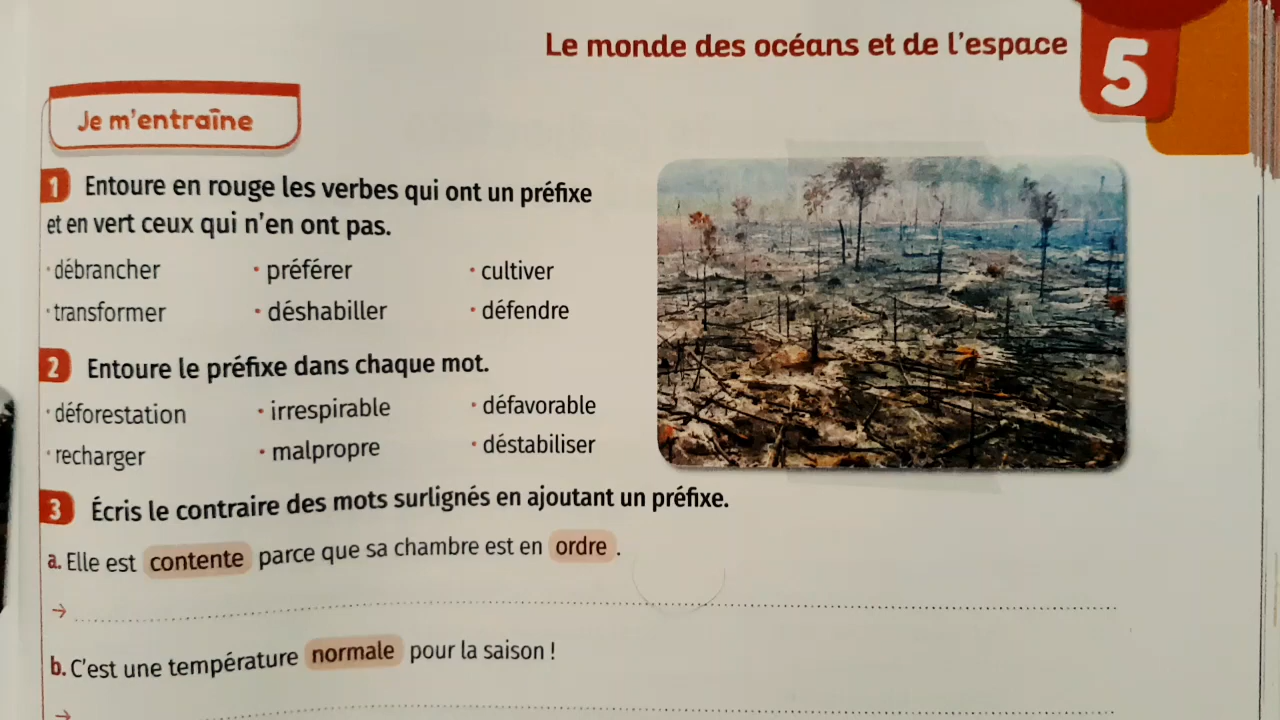 Le monde des océans et de l'espace
5
Je m'entraîne
1 Entoure en rouge les verbes qui ont un préfixe
et en vert ceux qui n'en ont pas.
• débrancher • préférer • cultiver
• transformer • déshabiller • défendre
2 Entoure le préfixe dans chaque mot.
• déforestation • irrespirable • défavorable
• recharger • malpropre • déstabiliser
3 Écris le contraire des mots surlignés en ajoutant un préfixe.
a. Elle est contente parce que sa chambre est en ordre .
→
b. C'est une température normale pour la saison !
→